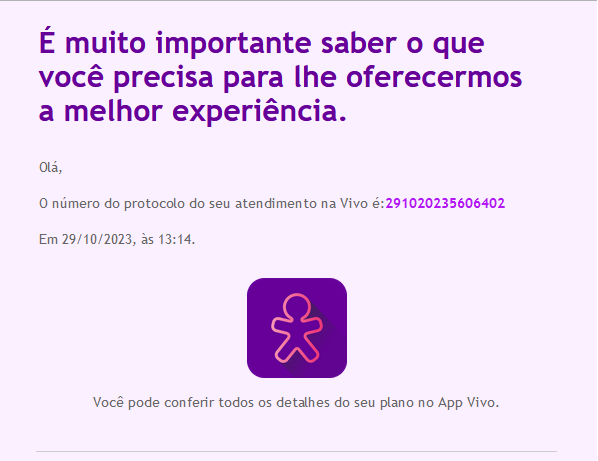 É muito importante saber o que
você precisa para lhe oferecermos
a melhor experiência.
Olá,
O número do protocolo do seu atendimento na Vivo é:291020235606402
Em 29/10/2023, às 13:14.
Você pode conferir todos os detalhes do seu plano no App Vivo.